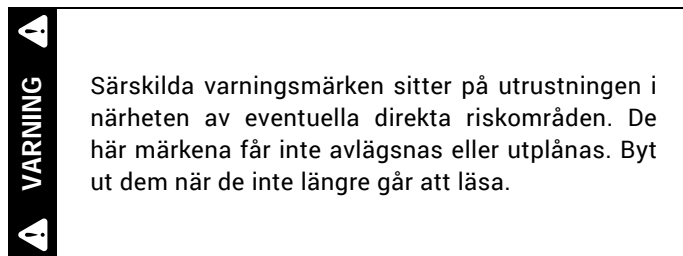 VARNING
Särskilda varningsmärken sitter på utrustningen i
närheten av eventuella direkta riskområden. De
här märkena får inte avlägsnas eller utplånas. Byt
ut dem när de inte längre går att läsa.